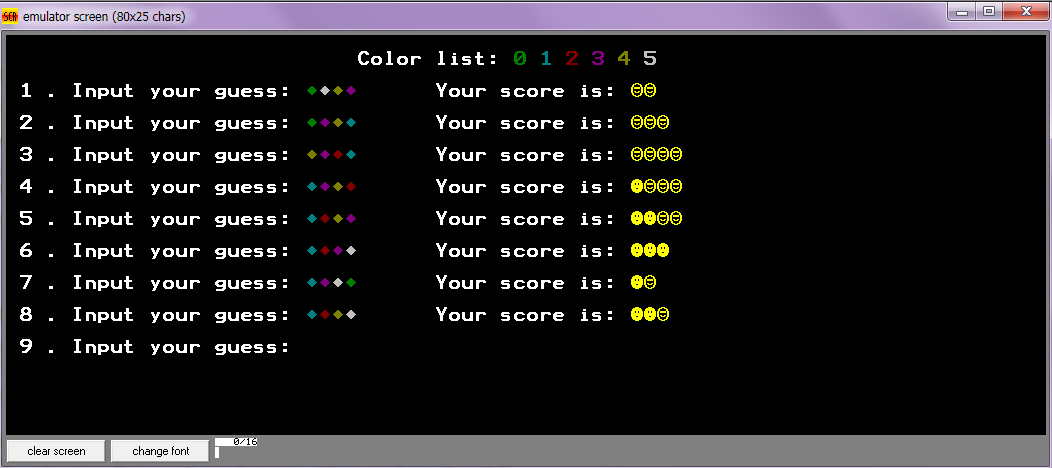 SCR emulator screen (80x25 chars)
Color list: 0 1 2 3 4 5
1 . Input your guess: Your score is:
2 . Input your guess: Your score is:
3 . Input your guess: Your score is:
4 . Input your guess: Your score is:
5 . Input your guess: Your score is:
6 . Input your guess: Your score is:
7 . Input your guess: Your score is:
8 . Input your guess: Your score is:
9 . Input your guess:
clear screen change font 0/16